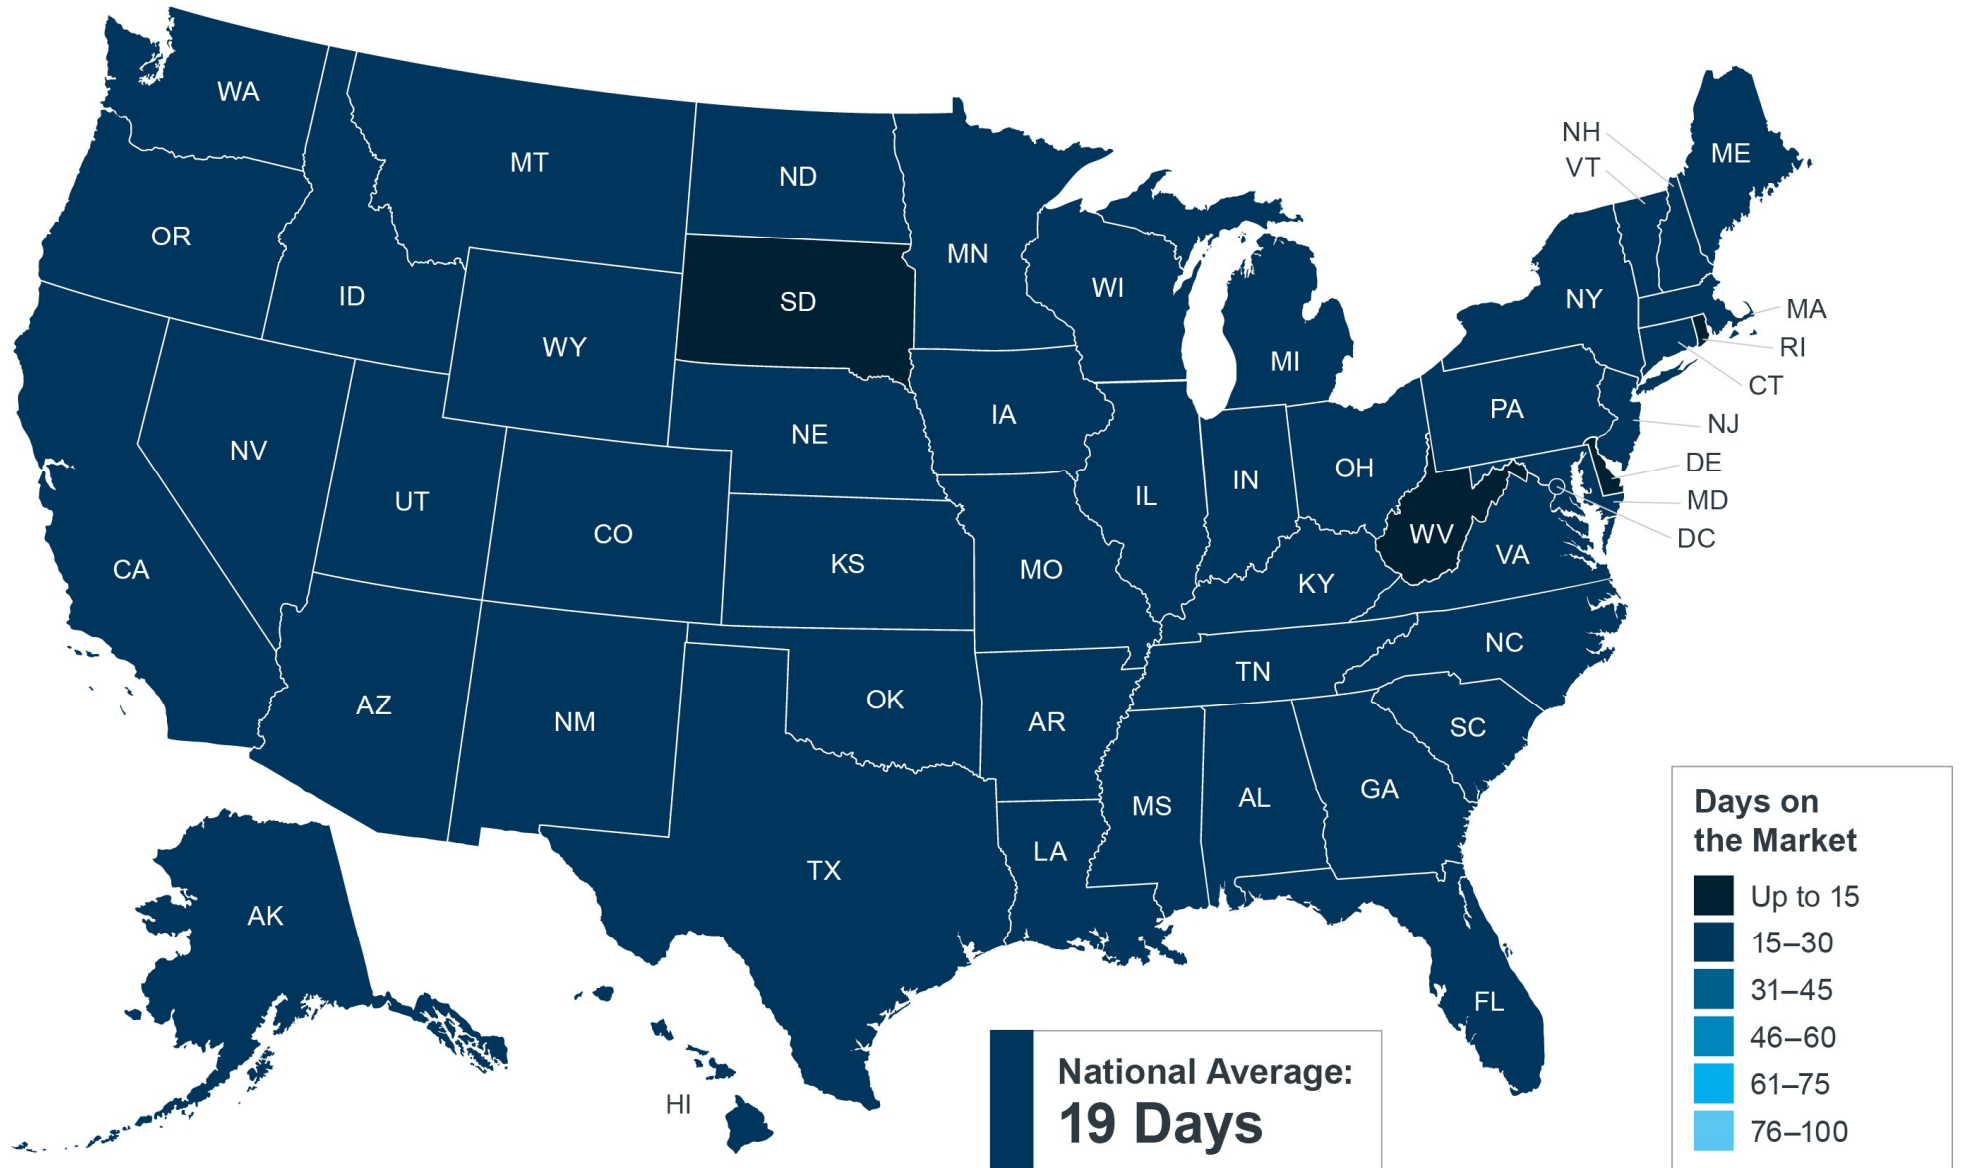 WA
MT
ND
MN
OR
ID
SD
WI
WY
MI
NY
NH
VT
ME
MA
RI
CT
NJ
DE
MD
DC
PA
IA
NE
NV
UT
CO
CA
KS
MO
IL
IN
OH
WV
VA
KY
NC
TN
SC
AZ
NM
OK
AR
MS
AL
GA
LA
TX
FL
AK
HI
National Average:
19 Days
Days on
the Market
Up to 15
15–30
31–45
46–60
61–75
76–100